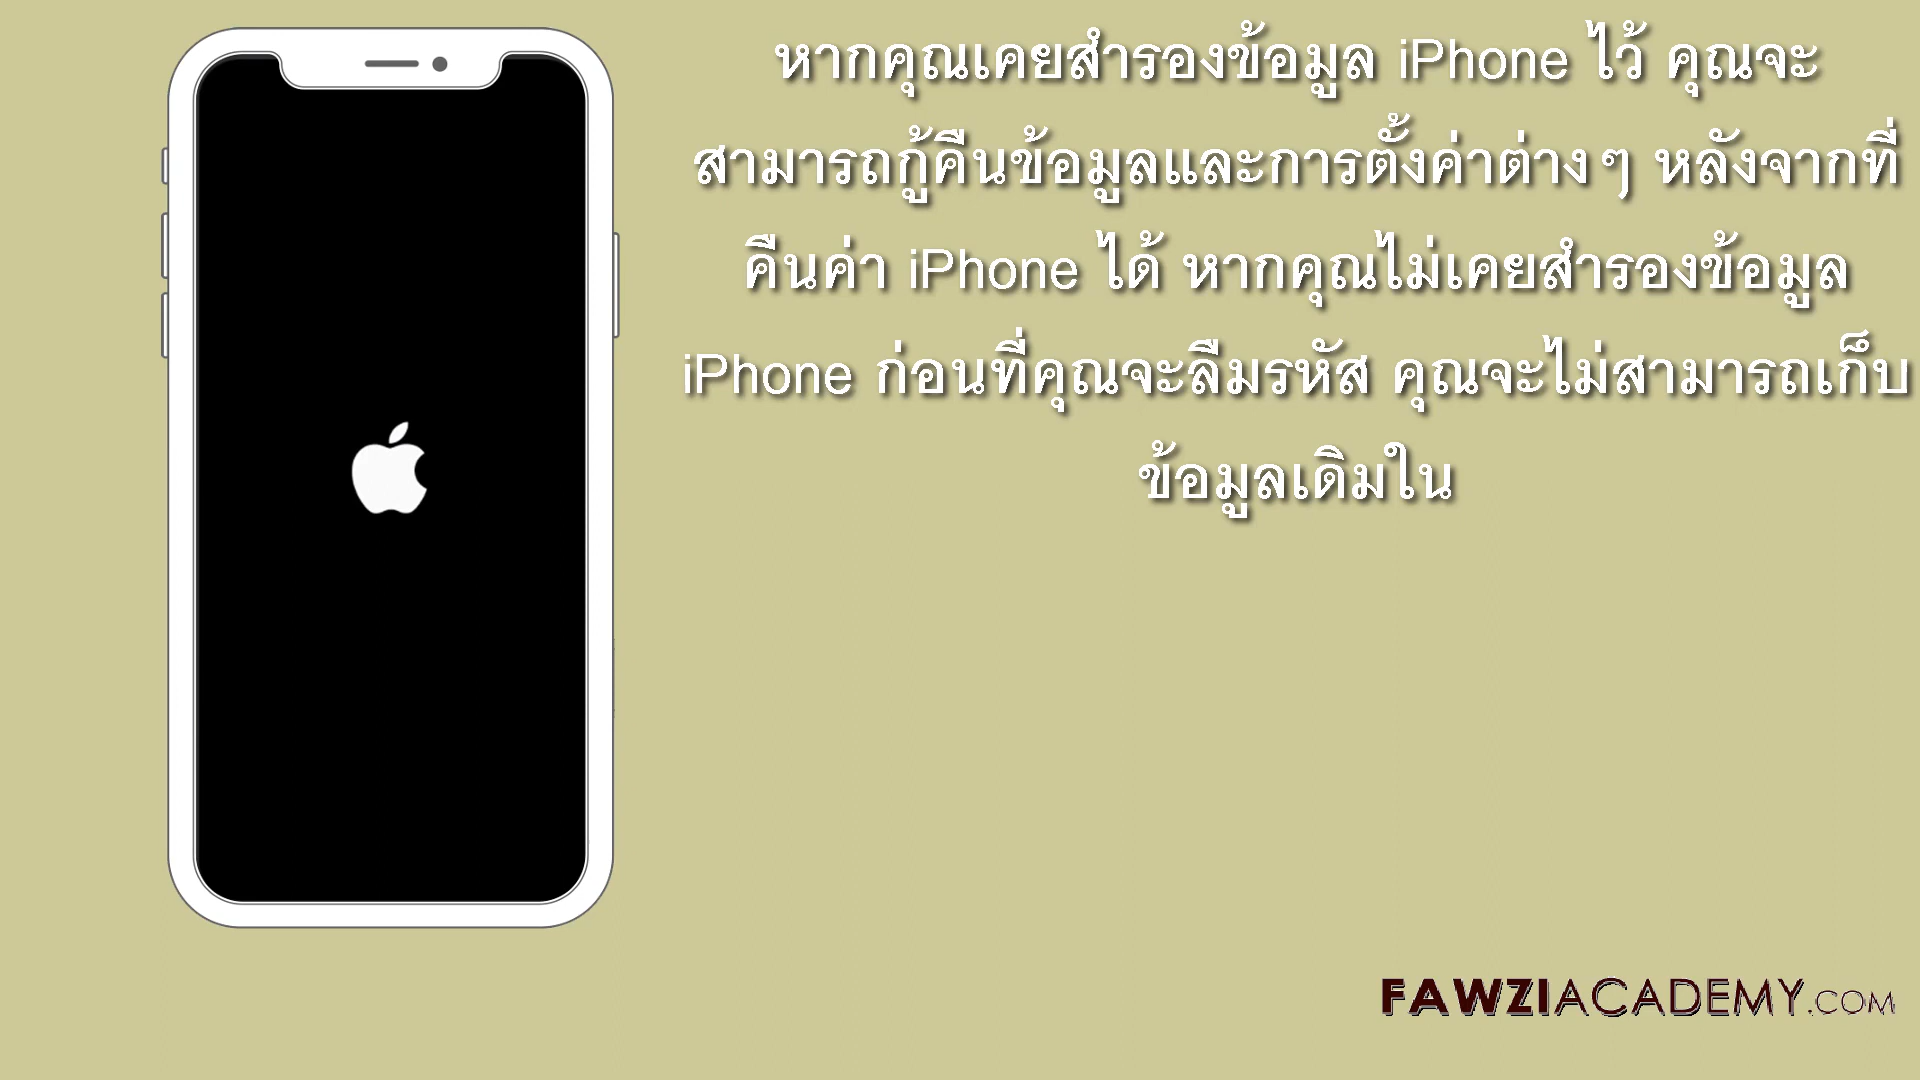 หากคุณเคยสำรองข้อมูล iPhone ไว้ คุณจะ
สามารถกู้คืนข้อมูลและการตั้งค่าต่างๆ หลังจากที่
คืนค่า iPhone ได้ หากคุณไม่เคยสำรองข้อมูล
iPhone ก่อนที่คุณจะลืมรหัส คุณจะไม่สามารถเก็บ
ข้อมูลเดิมใน
FAWZIACADEMY.COM